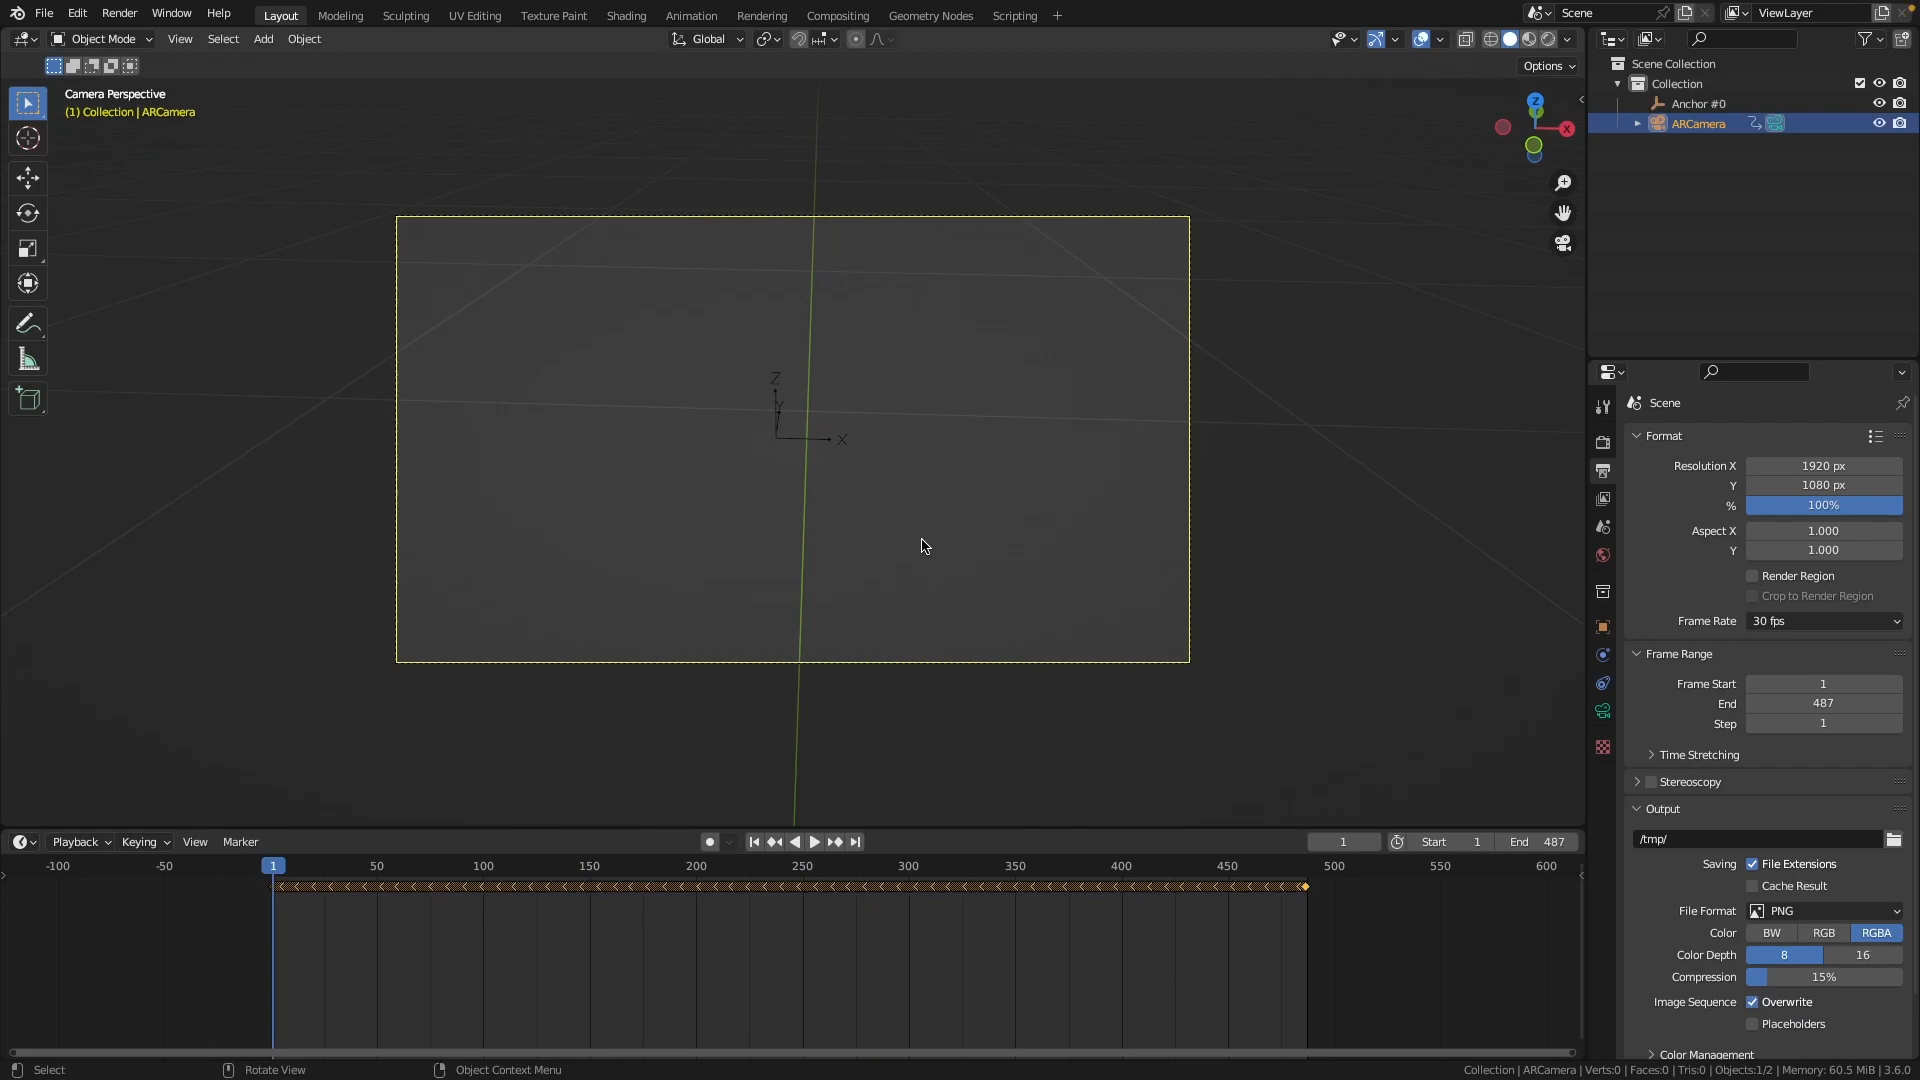 File Edit Render Window Help Layout Modeling Sculpting UV Editing Texture Paint Shading Animation Rendering Compositing Geometry Nodes Scripting + Scene ViewLayer
Object Mode View Select Add Object Global
Options
Camera Perspective
(1) Collection | ARCamera
Z
X
Z
Y
X
Scene Collection
Collection
Anchor #0
ARCamera
Scene
Format
Resolution X 1920 px
Y 1080 px
% 100%
Aspect X 1.000
Y 1.000
Render Region
Crop to Render Region
Frame Rate 30 fps
Frame Range
Frame Start 1
End 487
Step 1
Time Stretching
Stereoscopy
Output
/tmp/
Saving File Extensions
Cache Result
File Format PNG
Color BW RGB RGBA
Color Depth 8 16
Compression 15%
Image Sequence Overwrite
Placeholders
Color Management
Playback Keying View Marker 1 Start 1 End 487
-100 -50 1 50 100 150 200 250 300 350 400 450 500 550 600
Select Rotate View Object Context Menu Collection | ARCamera | Verts:0 | Faces:0 | Tris:0 | Objects:1/2 | Memory: 60.5 MiB | 3.6.0